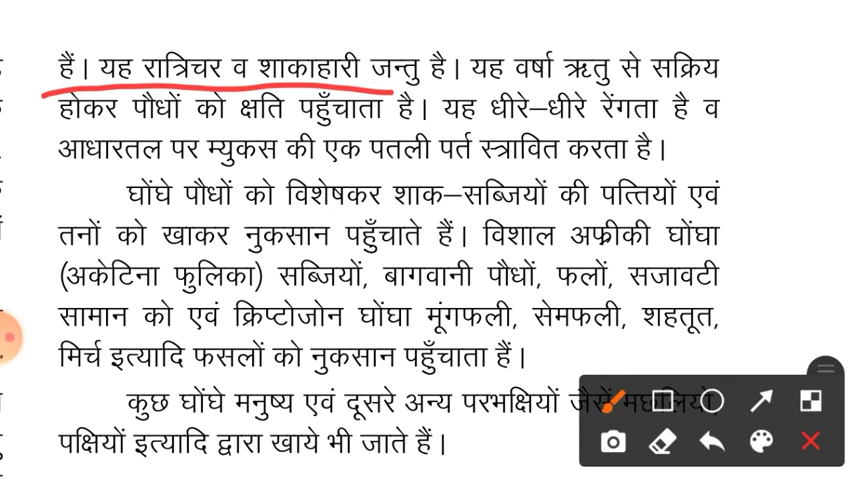 हैं। यह रात्रिचर व शाकाहारी जन्तु है। यह वर्षा ऋतु से सक्रिय
होकर पौधों को क्षति पहुँचाता है। यह धीरे–धीरे रेंगता है व
आधारतल पर म्युकस की एक पतली पर्त स्त्रावित करता है।
घोंघे पौधों को विशेषकर शाक–सब्जियों की पत्तियों एवं
तनों को खाकर नुकसान पहुँचाते हैं। विशाल अफ्रीकी घोंघा
(अकेटिना फुलिका) सब्जियों, बागवानी पौधों, फलों, सजावटी
सामान को एवं क्रिप्टोजोन घोंघा मूंगफली, सेमफली, शहतूत,
मिर्च इत्यादि फसलों को नुकसान पहुँचाता हैं।
कुछ घोंघे मनुष्य एवं दूसरे अन्य परभक्षियों जैसें मछलियो,
पक्षियों इत्यादि द्वारा खाये भी जाते हैं।